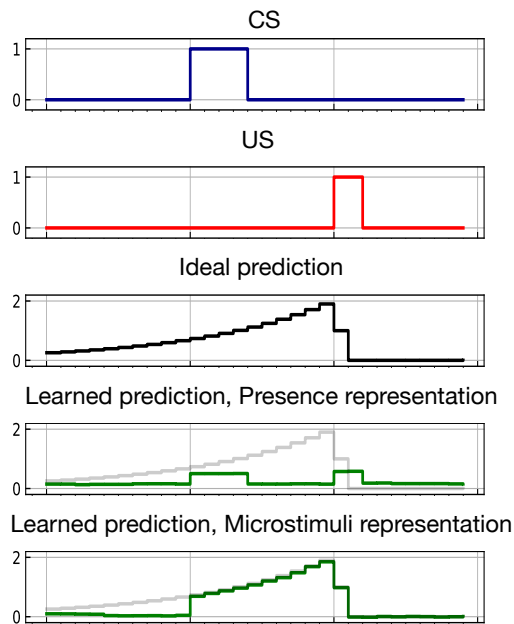 CS
1
0
US
1
0
Ideal prediction
2
0
Learned prediction, Presence representation
2
0
Learned prediction, Microstimuli representation
2
0